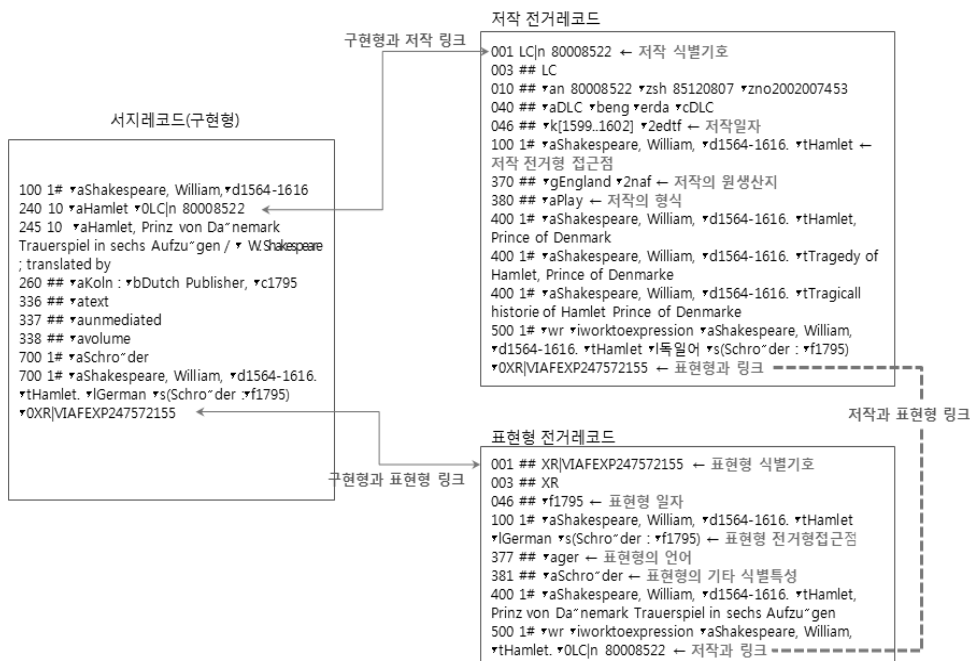 저작 전거레코드
구현형과 저작 링크
001 LC|n 80008522 ← 저작 식별기호
003 ## LC
010 ## ▾an 80008522 ▾zsh 85120807 ▾zno2002007453
040 ## ▾aDLC ▾beng ▾erda ▾cDLC
046 ## ▾k[1599..1602] ▾2edtf ← 저작일자
100 1# ▾aShakespeare, William, ▾d1564-1616. ▾tHamlet ←
저작 전거형 접근점
370 ## ▾gEngland ▾2naf ← 저작의 원생산지
380 ## ▾aPlay ← 저작의 형식
400 1# ▾aShakespeare, William, ▾d1564-1616. ▾tHamlet,
Prince of Denmark
400 1# ▾aShakespeare, William, ▾d1564-1616. ▾tTragedy of
Hamlet, Prince of Denmarke
400 1# ▾aShakespeare, William, ▾d1564-1616. ▾tTragicall
historie of Hamlet Prince of Denmarke
500 1# ▾wr ▾iworktoexpression ▾aShakespeare, William,
▾d1564-1616. ▾tHamlet ▾l독일어 ▾s(Schro˝der : ▾f1795)
▾0XR|VIAFEXP247572155 ← 표현형과 링크
서지레코드(구현형)
100 1# ▾aShakespeare, William,▾d1564-1616
240 10 ▾aHamlet ▾0LC|n 80008522
245 10 ▾aHamlet, Prinz von Da˝nemark
Trauerspiel in sechs Aufzu˝gen / ▾ W. Shakespeare
; translated by
260 ## ▾aKoln : ▾bDutch Publisher, ▾c1795
336 ## ▾atext
337 ## ▾aunmediated
338 ## ▾avolume
700 1# ▾aSchro˝der
700 1# ▾aShakespeare, William, ▾d1564-1616.
▾tHamlet. ▾lGerman ▾s(Schro˝der :▾f1795)
▾0XR|VIAFEXP247572155
저작과 표현형 링크
구현형과 표현형 링크
표현형 전거레코드
001 ## XR|VIAFEXP247572155 ← 표현형 식별기호
003 ## XR
046 ## ▾f1795 ← 표현형 일자
100 1# ▾aShakespeare, William, ▾d1564-1616. ▾tHamlet
▾lGerman ▾s(Schro˝der : ▾f1795) ← 표현형 전거형접근점
377 ## ▾ager ← 표현형의 언어
381 ## ▾aSchro˝der ← 표현형의 기타 식별특성
400 1# ▾aShakespeare, William, ▾d1564-1616. ▾tHamlet,
Prinz von Da˝nemark Trauerspiel in sechs Aufzu˝gen
500 1# ▾wr ▾iworktoexpression ▾aShakespeare, William,
▾tHamlet. ▾0LC|n 80008522 ← 저작과 링크